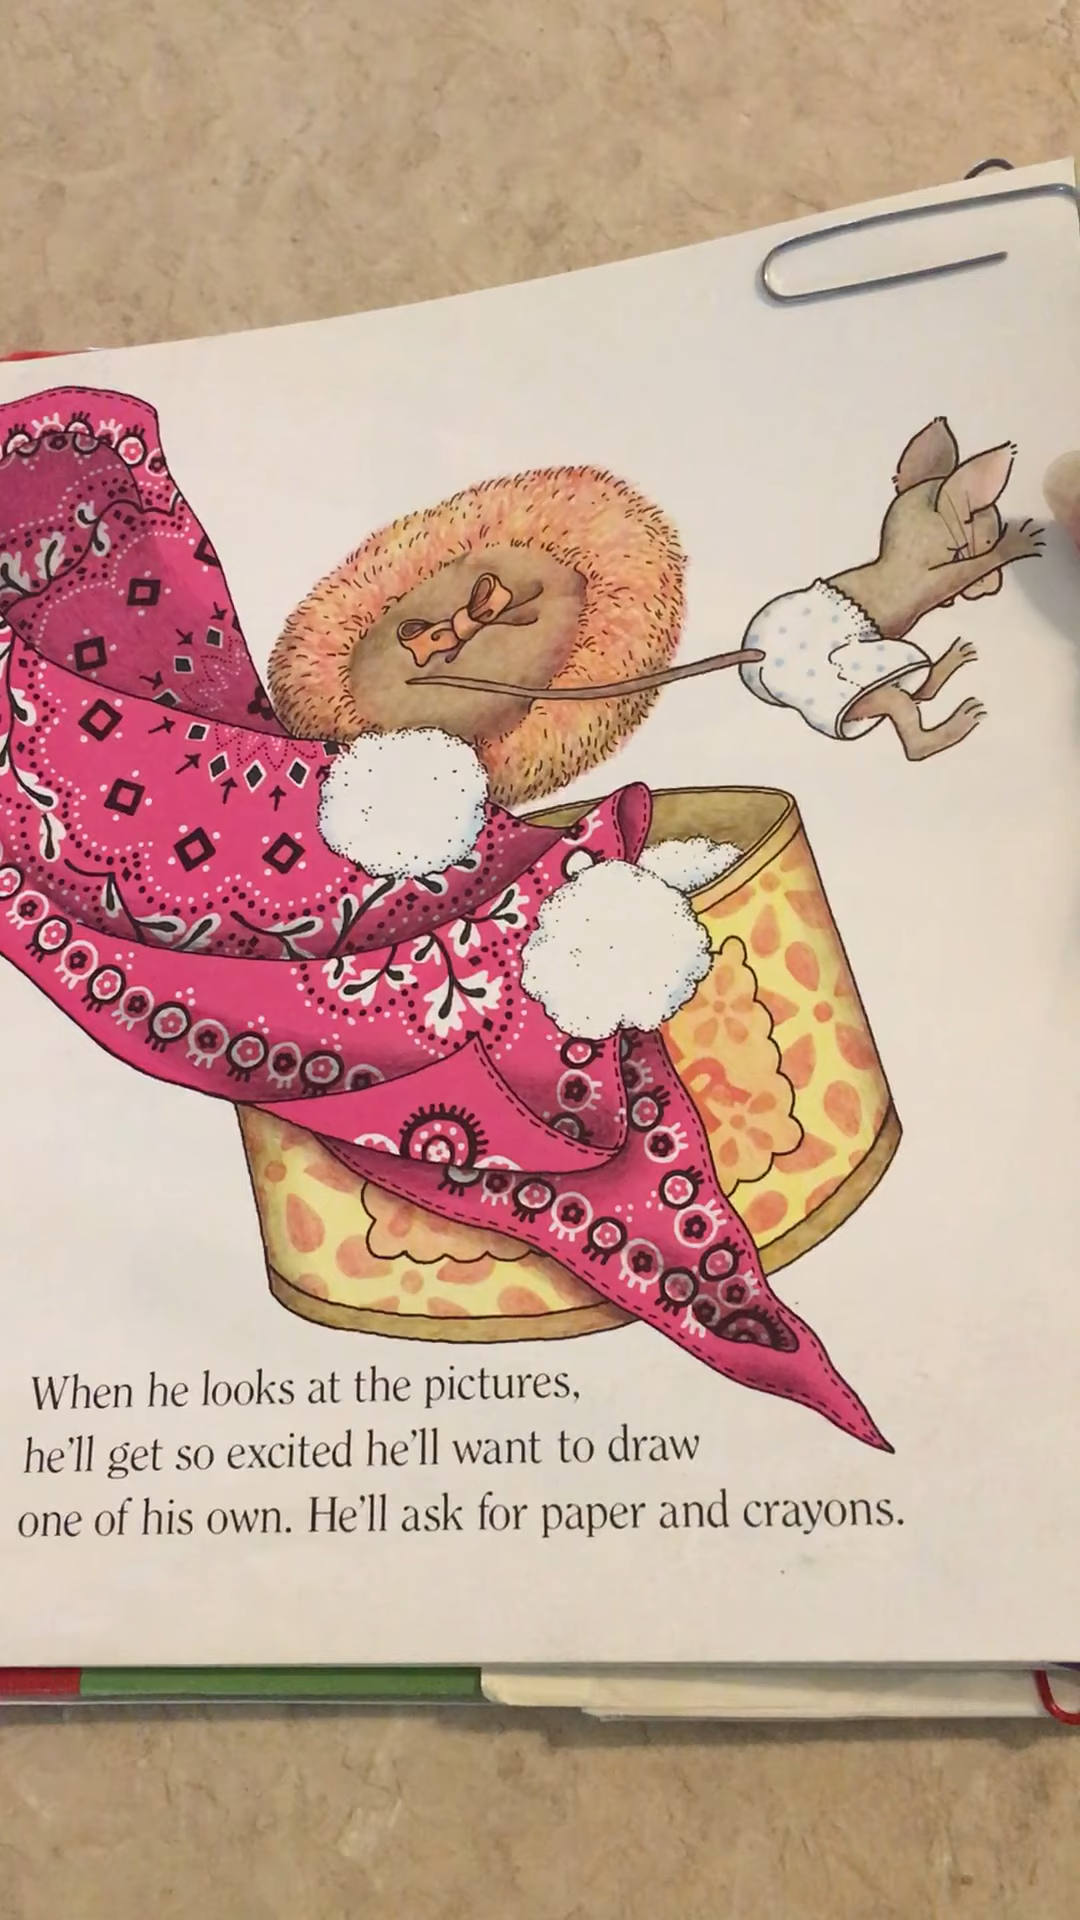 When he looks at the pictures,
he'll get so excited he'll want to draw
one of his own. He'll ask for paper and crayons.